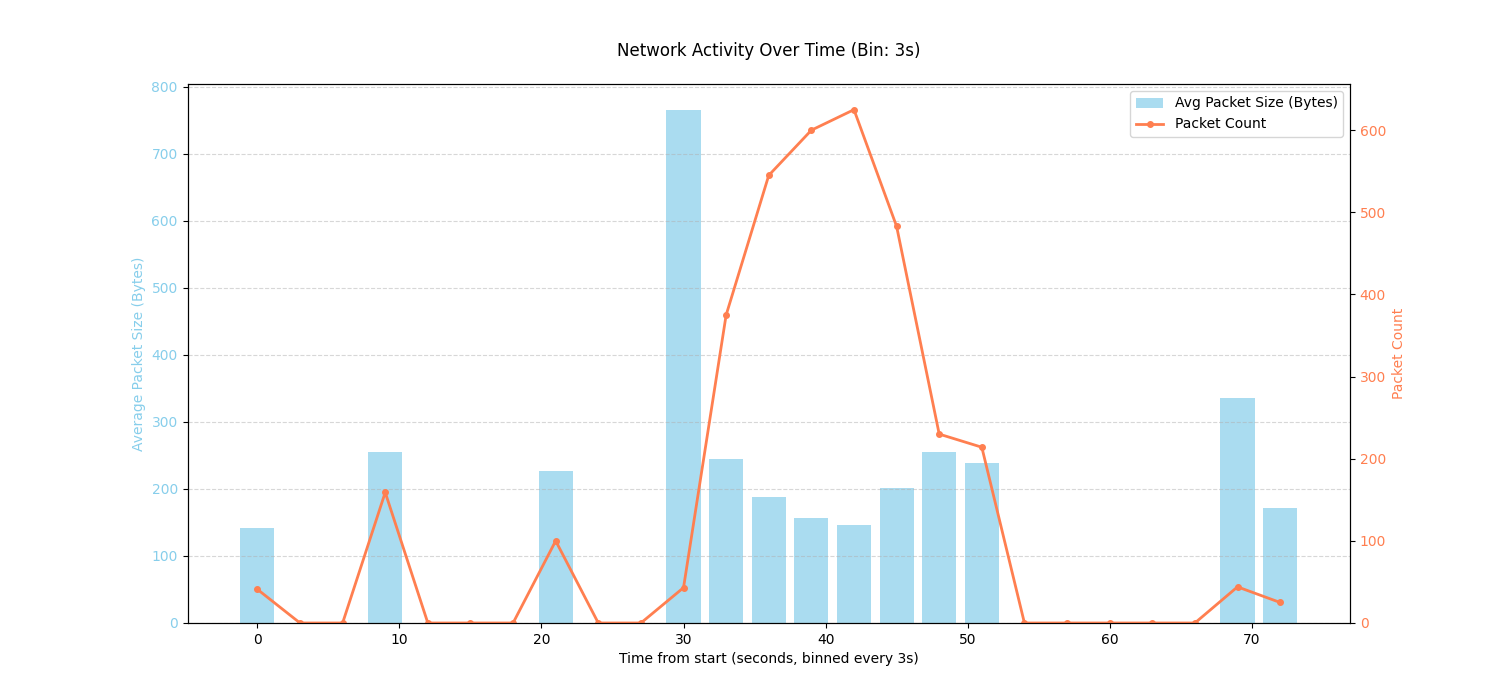 Network Activity Over Time (Bin: 3s)
Avg Packet Size (Bytes)
Packet Count
800
700
600
500
400
300
200
100
0
Average Packet Size (Bytes)
600
500
400
300
200
100
0
Packet Count
0 10 20 30 40 50 60 70
Time from start (seconds, binned every 3s)